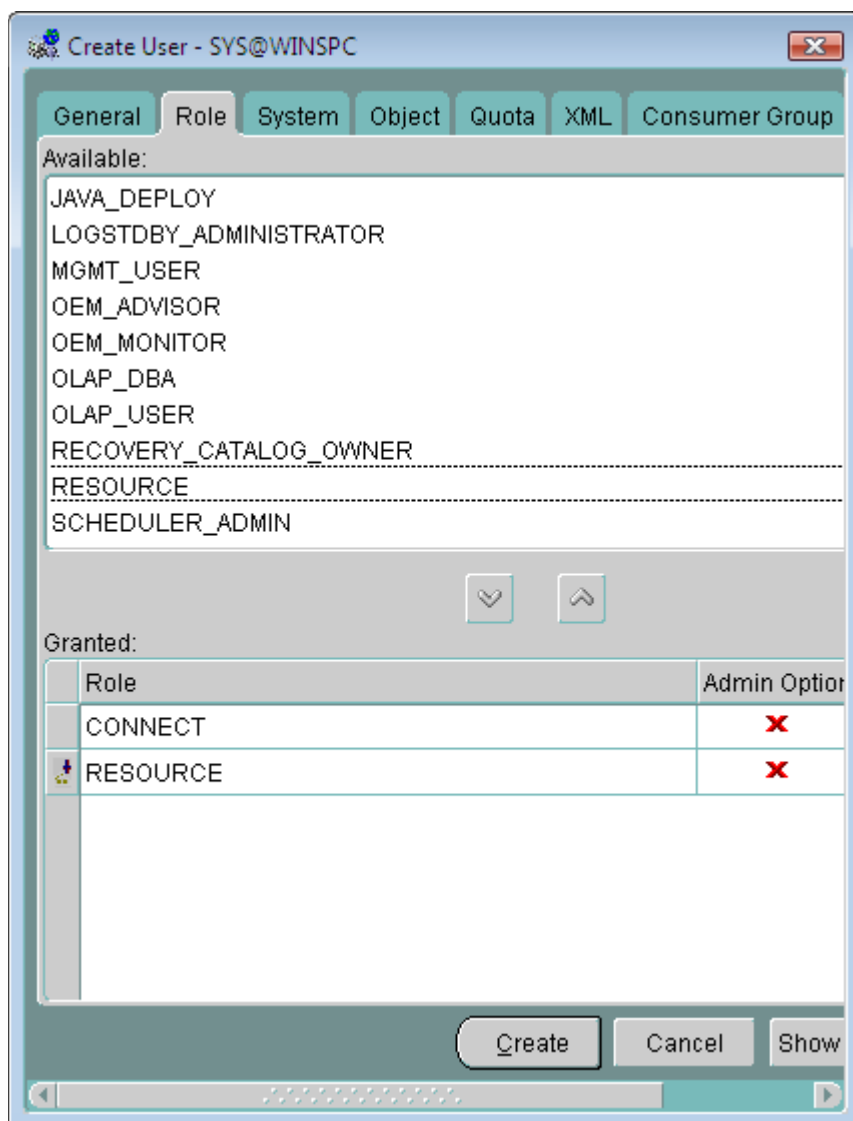 Create User - SYS@WINSPC
General Role System Object Quota XML Consumer Group
Available:
JAVA_DEPLOY
LOGSTDBY_ADMINISTRATOR
MGMT_USER
OEM_ADVISOR
OEM_MONITOR
OLAP_DBA
OLAP_USER
RECOVERY_CATALOG_OWNER
RESOURCE
SCHEDULER_ADMIN
Granted:
Role Admin Option
CONNECT
RESOURCE
Create Cancel Show